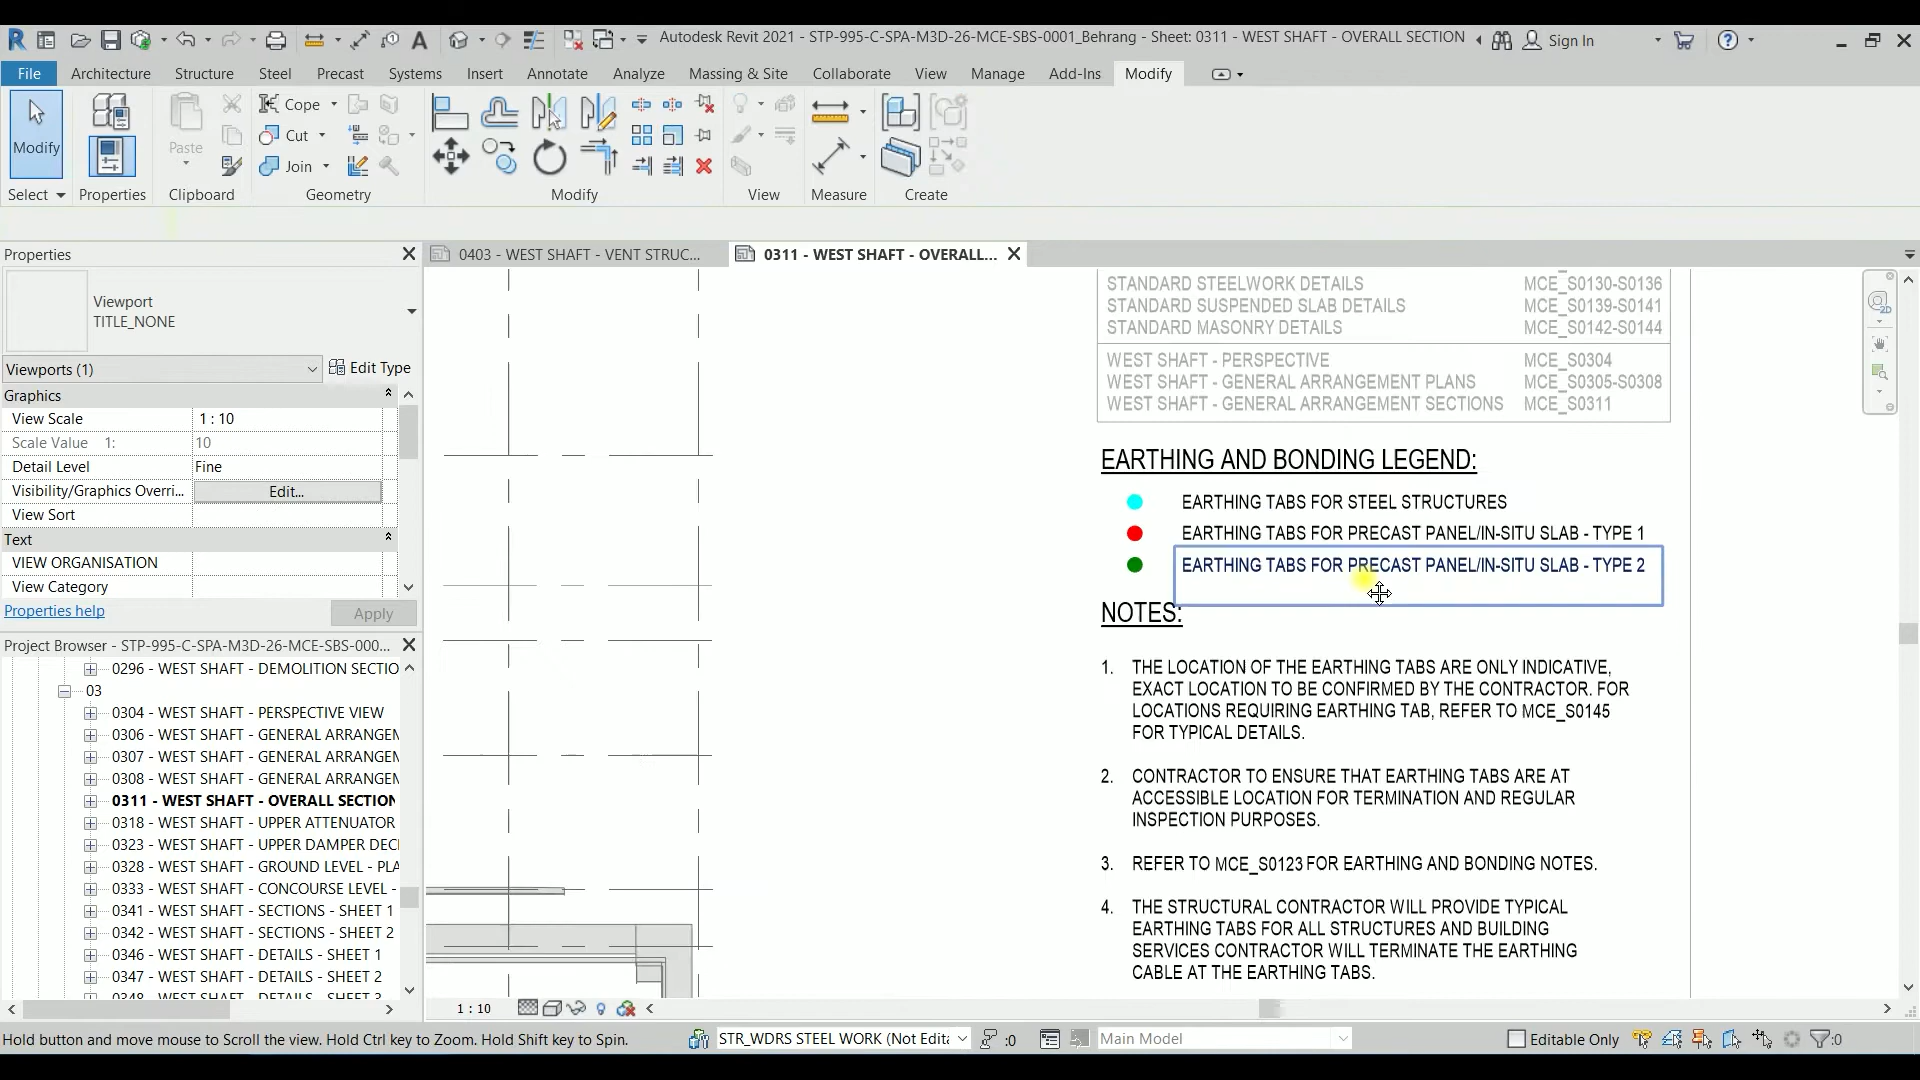 Autodesk Revit 2021 - STP-995-C-SPA-M3D-26-MCE-SBS-0001_Behrang - Sheet: 0311 - WEST SHAFT - OVERALL SECTION
Sign In
File Architecture Structure Steel Precast Systems Insert Annotate Analyze Massing & Site Collaborate View Manage Add-Ins Modify
Modify
Paste
Cope
Cut
Join
Select Properties Clipboard Geometry Modify View Measure Create
Properties
0403 - WEST SHAFT - VENT STRUC...
0311 - WEST SHAFT - OVERALL...
Viewport
TITLE_NONE
Viewports (1)
Edit Type
Graphics
View Scale 1 : 10
Scale Value 1: 10
Detail Level Fine
Visibility/Graphics Overri... Edit...
View Sort
Text
VIEW ORGANISATION
View Category
Properties help
Apply
Project Browser - STP-995-C-SPA-M3D-26-MCE-SBS-000...
0296 - WEST SHAFT - DEMOLITION SECTIO
03
0304 - WEST SHAFT - PERSPECTIVE VIEW
0306 - WEST SHAFT - GENERAL ARRANGEM
0307 - WEST SHAFT - GENERAL ARRANGEM
0308 - WEST SHAFT - GENERAL ARRANGEM
0311 - WEST SHAFT - OVERALL SECTION
0318 - WEST SHAFT - UPPER ATTENUATOR
0323 - WEST SHAFT - UPPER DAMPER DECK
0328 - WEST SHAFT - GROUND LEVEL - PLA
0333 - WEST SHAFT - CONCOURSE LEVEL -
0341 - WEST SHAFT - SECTIONS - SHEET 1
0342 - WEST SHAFT - SECTIONS - SHEET 2
0346 - WEST SHAFT - DETAILS - SHEET 1
0347 - WEST SHAFT - DETAILS - SHEET 2
0348 - WEST SHAFT - DETAILS - SHEET 3
STANDARD STEELWORK DETAILS MCE_S0130-S0136
STANDARD SUSPENDED SLAB DETAILS MCE_S0139-S0141
STANDARD MASONRY DETAILS MCE_S0142-S0144
WEST SHAFT - PERSPECTIVE MCE_S0304
WEST SHAFT - GENERAL ARRANGEMENT PLANS MCE_S0305-S0308
WEST SHAFT - GENERAL ARRANGEMENT SECTIONS MCE_S0311
EARTHING AND BONDING LEGEND:
EARTHING TABS FOR STEEL STRUCTURES
EARTHING TABS FOR PRECAST PANEL/IN-SITU SLAB - TYPE 1
EARTHING TABS FOR PRECAST PANEL/IN-SITU SLAB - TYPE 2
NOTES:
1. THE LOCATION OF THE EARTHING TABS ARE ONLY INDICATIVE,
EXACT LOCATION TO BE CONFIRMED BY THE CONTRACTOR. FOR
LOCATIONS REQUIRING EARTHING TAB, REFER TO MCE_S0145
FOR TYPICAL DETAILS.
2. CONTRACTOR TO ENSURE THAT EARTHING TABS ARE AT
ACCESSIBLE LOCATION FOR TERMINATION AND REGULAR
INSPECTION PURPOSES.
3. REFER TO MCE_S0123 FOR EARTHING AND BONDING NOTES.
4. THE STRUCTURAL CONTRACTOR WILL PROVIDE TYPICAL
EARTHING TABS FOR ALL STRUCTURES AND BUILDING
SERVICES CONTRACTOR WILL TERMINATE THE EARTHING
CABLE AT THE EARTHING TABS.
1 : 10
Hold button and move mouse to Scroll the view. Hold Ctrl key to Zoom. Hold Shift key to Spin.
STR_WDRS STEEL WORK (Not Edita
:0
Main Model
Editable Only
:0